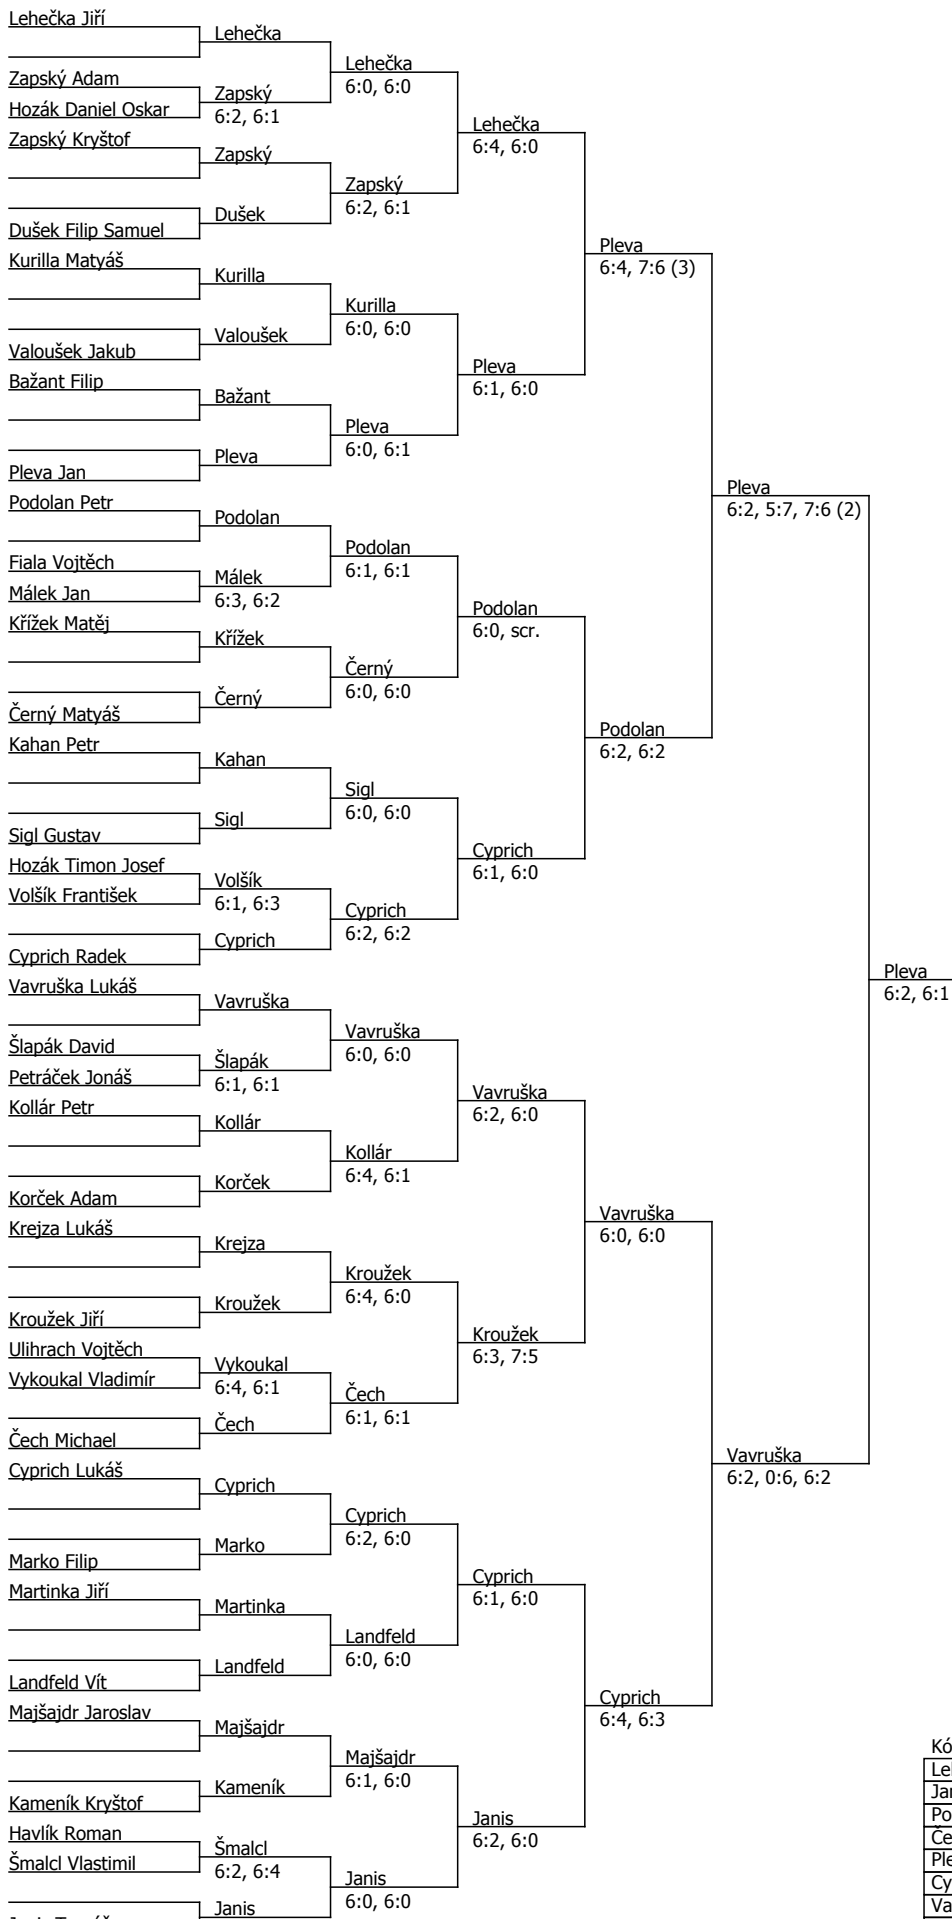 Lehečka Jiří
Lehečka
Lehečka
6:0, 6:0
Zapský Adam
Hozák Daniel Oskar
Zapský
6:2, 6:1
Lehečka
6:4, 6:0
Zapský Kryštof
Zapský
Zapský
6:2, 6:1
Dušek Filip Samuel
Dušek
Pleva
6:4, 7:6 (3)
Kurilla Matyáš
Kurilla
Kurilla
6:0, 6:0
Valoušek Jakub
Valoušek
Pleva
6:1, 6:0
Bažant Filip
Bažant
Pleva
6:0, 6:1
Pleva Jan
Pleva
Pleva
6:2, 5:7, 7:6 (2)
Podolan Petr
Podolan
Podolan
6:1, 6:1
Fiala Vojtěch
Málek Jan
Málek
6:3, 6:2
Podolan
6:0, scr.
Křížek Matěj
Křížek
Černý
6:0, 6:0
Černý Matyáš
Černý
Podolan
6:2, 6:2
Kahan Petr
Kahan
Sigl
6:0, 6:0
Sigl Gustav
Sigl
Cyprich
6:1, 6:0
Hozák Timon Josef
Volšík František
Volšík
6:1, 6:3
Cyprich
6:2, 6:2
Cyprich Radek
Cyprich
Pleva
6:2, 6:1
Vavruška Lukáš
Vavruška
Vavruška
6:0, 6:0
Šlapák David
Petráček Jonáš
Šlapák
6:1, 6:1
Vavruška
6:2, 6:0
Kollár Petr
Kollár
Kollár
6:4, 6:1
Korček Adam
Korček
Vavruška
6:0, 6:0
Krejza Lukáš
Krejza
Kroužek
6:4, 6:0
Kroužek Jiří
Kroužek
Kroužek
6:3, 7:5
Ulihrach Vojtěch
Vykoukal Vladimír
Vykoukal
6:4, 6:1
Čech
6:1, 6:1
Čech Michael
Čech
Vavruška
6:2, 0:6, 6:2
Cyprich Lukáš
Cyprich
Cyprich
6:2, 6:0
Marko Filip
Marko
Cyprich
6:1, 6:0
Martinka Jiří
Martinka
Landfeld
6:0, 6:0
Landfeld Vít
Landfeld
Cyprich
6:4, 6:3
Majšajdr Jaroslav
Majšajdr
Majšajdr
6:1, 6:0
Kameník Kryštof
Kameník
Janis
6:2, 6:0
Havlík Roman
Šmalcl Vlastimil
Šmalcl
6:2, 6:4
Janis
6:0, 6:0
Janis